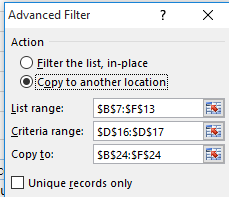 Advanced Filter
Action
Filter the list, in-place
Copy to another location
List range: $B$7:$F$13
Criteria range: $D$16:$D$17
Copy to: $B$24:$F$24
Unique records only